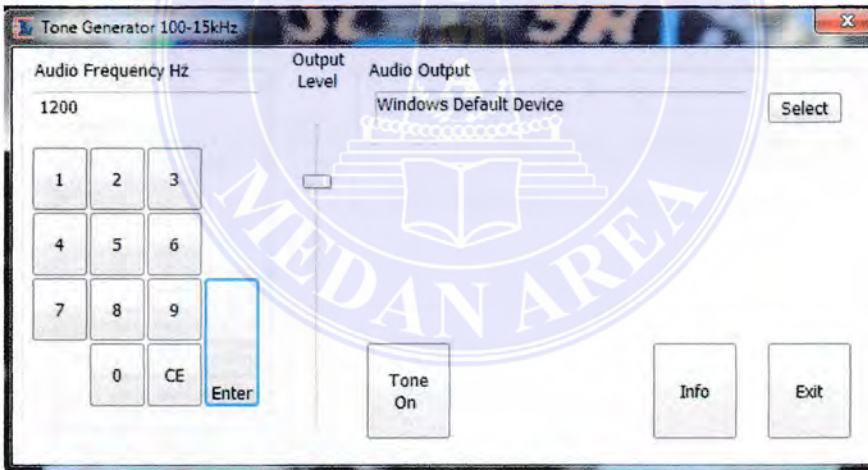 Tone Generator 100-15kHz
Audio Frequency Hz
Output
Level
Audio Output
1200
Windows Default Device
Select
1 2 3
4 5 6
7 8 9
0 CE
Enter
Tone
On
Info
Exit
MEDAN AREA